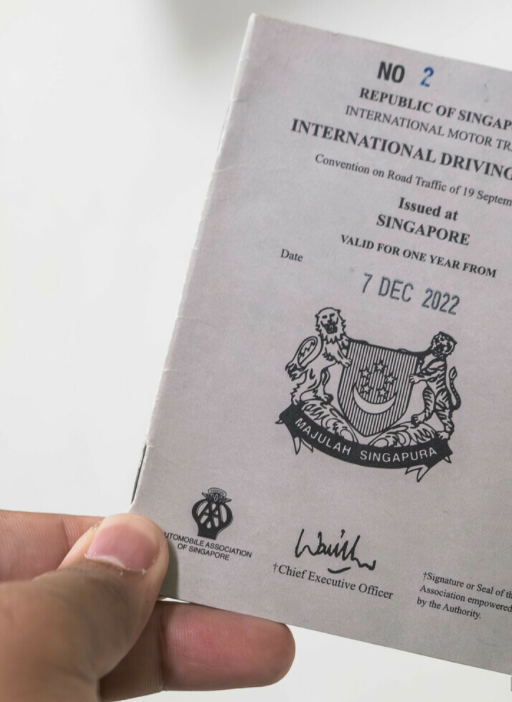 NO 2
REPUBLIC OF SINGAP
INTERNATIONAL MOTOR TR
INTERNATIONAL DRIVING
Convention on Road Traffic of 19 Septem
Issued at
SINGAPORE
VALID FOR ONE YEAR FROM
Date
7 DEC 2022
MAJULAH SINGAPURA
AA
UTOMOBILE ASSOCIATION
OF SINGAPORE
†Chief Executive Officer
†Signature or Seal of th
Association empowered
by the Authority.